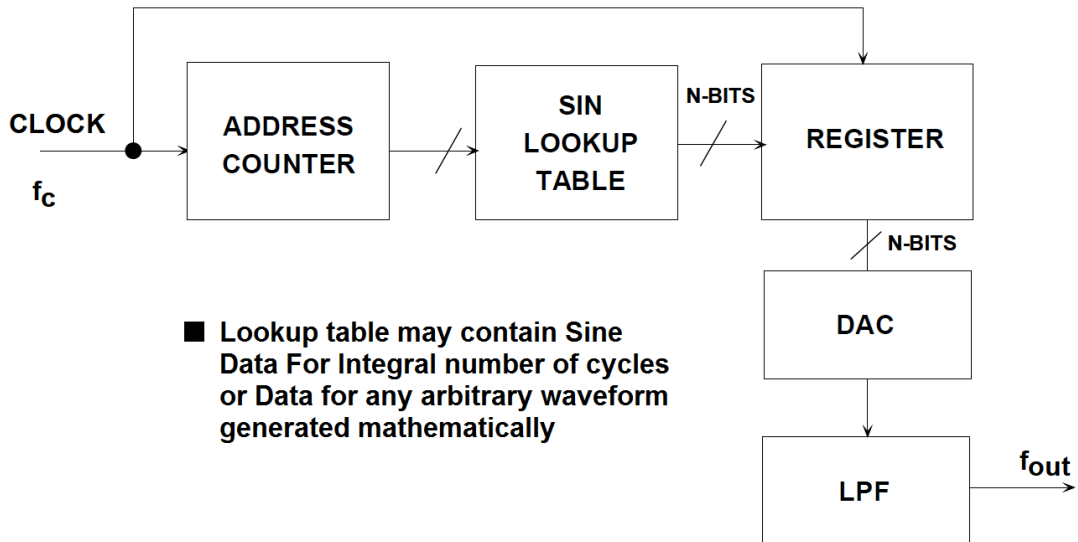 CLOCK
fc
ADDRESS
COUNTER
SIN
LOOKUP
TABLE
N-BITS
REGISTER
N-BITS
DAC
LPF
fout
■ Lookup table may contain Sine
Data For Integral number of cycles
or Data for any arbitrary waveform
generated mathematically